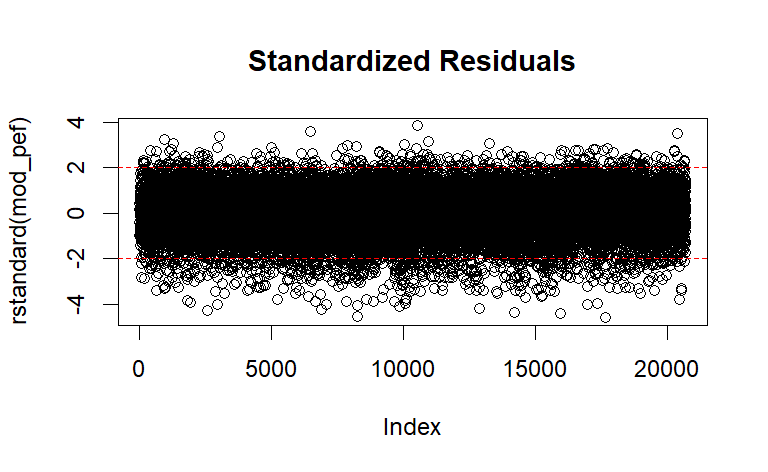 Standardized Residuals
rstandard(mod_pef)
4
2
0
-2
-4
0 5000 10000 15000 20000
Index